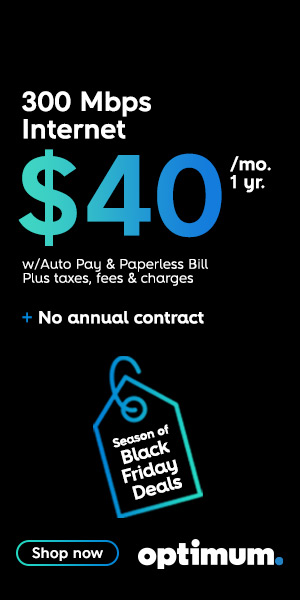 300 Mbps
Internet
$40
/mo.
1 yr.
w/Auto Pay & Paperless Bill
Plus taxes, fees & charges
+ No annual contract
Season of
Black
Friday
Deals
Shop now
optimum.